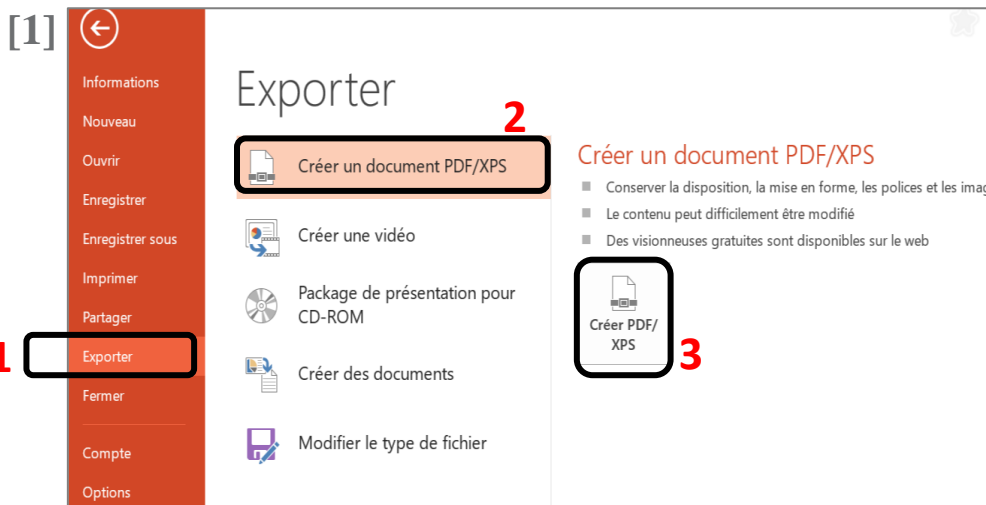 [1]
Informations
Nouveau
Ouvrir
Enregistrer
Enregistrer sous
Imprimer
Partager
1
Exporter
Fermer
Compte
Options
Exporter
2
Créer un document PDF/XPS
Créer une vidéo
Package de présentation pour
CD-ROM
Créer des documents
Modifier le type de fichier
Créer un document PDF/XPS
Conserver la disposition, la mise en forme, les polices et les imag
Le contenu peut difficilement être modifié
Des visionneuses gratuites sont disponibles sur le web
Créer PDF/
XPS
3